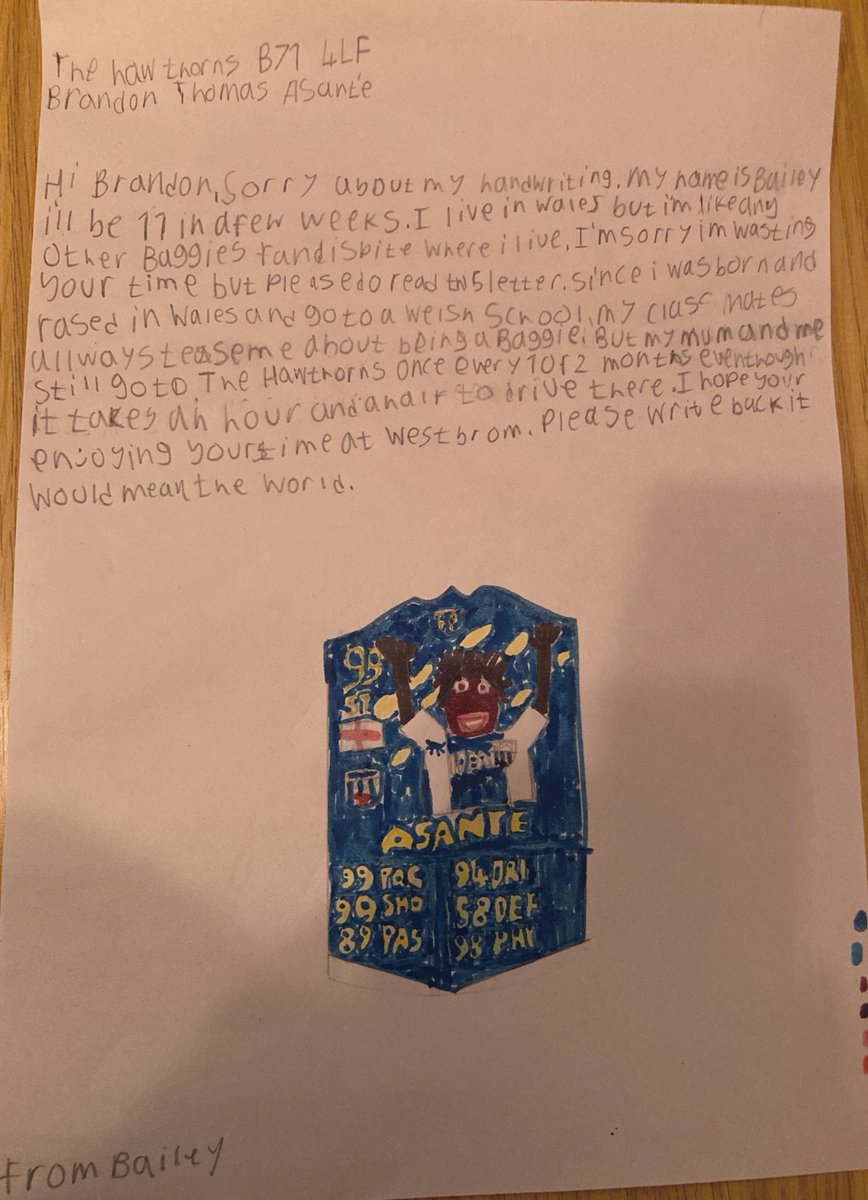 The hawthorns B71 4LF
Brandon Thomas Asante
Hi Brandon, Sorry about my handwriting. My name is Bailey
ill be 11 in a few weeks. I live in wales but im like any
Other Baggies fan dispite where i live. I'm sorry im wasting
your time but Please do read this letter. Since i was born and
rased in Wales and go to a Welsh School, my class mates
allways tease me about being a Baggie. But my mum and me
Still go to The Hawthorns Once every 1 or 2 months eventhough
it takes an hour and a half to drive there. I hope your
enjoying yours time at west brom. Please write back it
Would mean the World.
99
ST
ASANTE
99 PAC 94 DRI
99 SHO 58 DEF
89 PAS 98 PHY
from Bailey